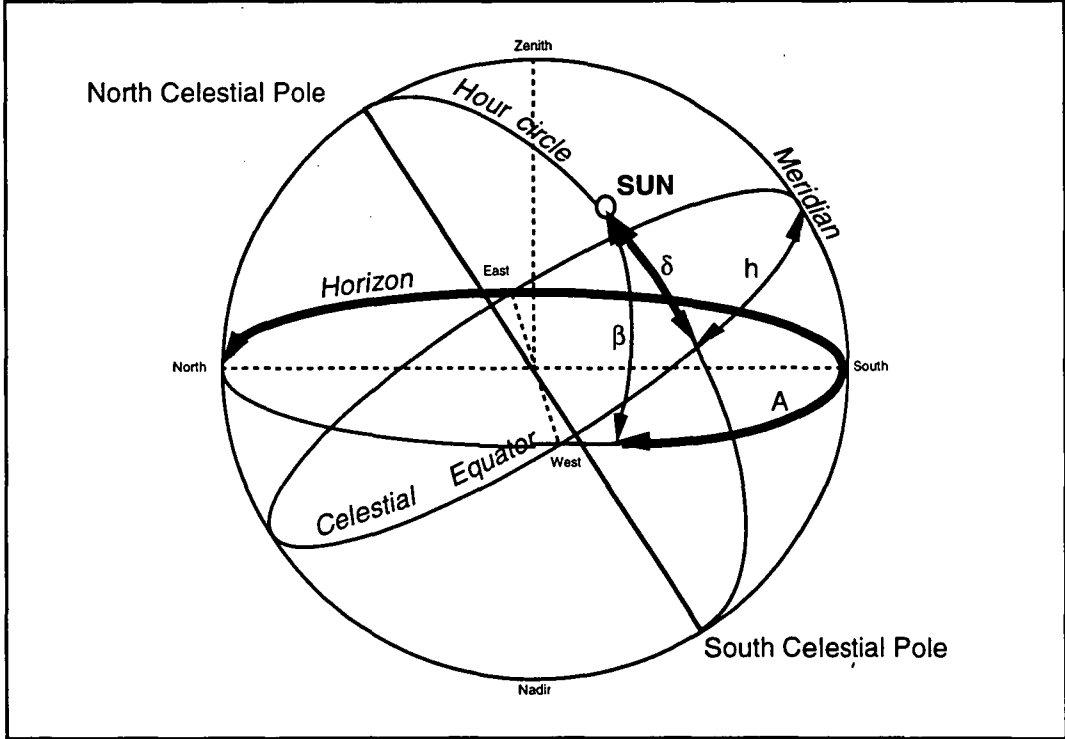 Zenith
North Celestial Pole
Hour circle
Meridian
SUN
East
δ
h
Horizon
β
North
South
A
Celestial Equator
West
South Celestial Pole
Nadir